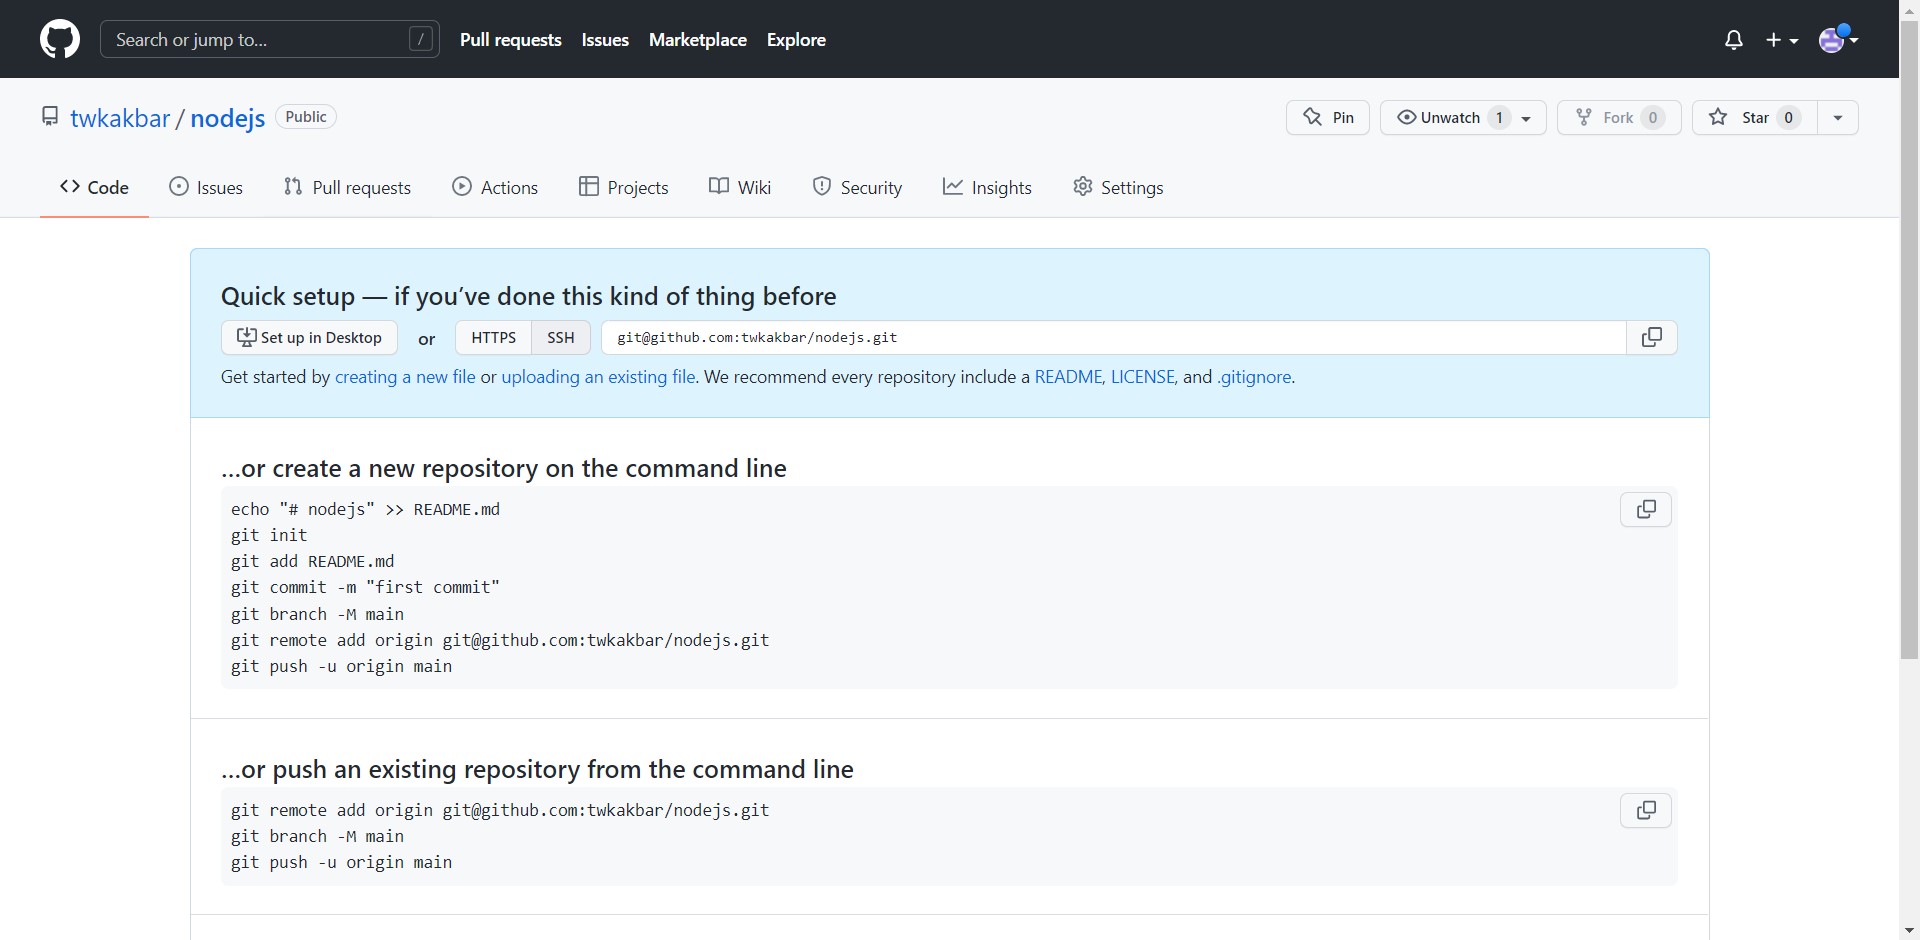 Search or jump to... /
Pull requests Issues Marketplace Explore
twkakbar / nodejs Public
Pin Unwatch 1 Fork 0 Star 0
Code Issues Pull requests Actions Projects Wiki Security Insights Settings
Quick setup — if you’ve done this kind of thing before
Set up in Desktop or HTTPS SSH git@github.com:twkakbar/nodejs.git
Get started by creating a new file or uploading an existing file. We recommend every repository include a README, LICENSE, and .gitignore.
…or create a new repository on the command line
echo "# nodejs" >> README.md
git init
git add README.md
git commit -m "first commit"
git branch -M main
git remote add origin git@github.com:twkakbar/nodejs.git
git push -u origin main
…or push an existing repository from the command line
git remote add origin git@github.com:twkakbar/nodejs.git
git branch -M main
git push -u origin main